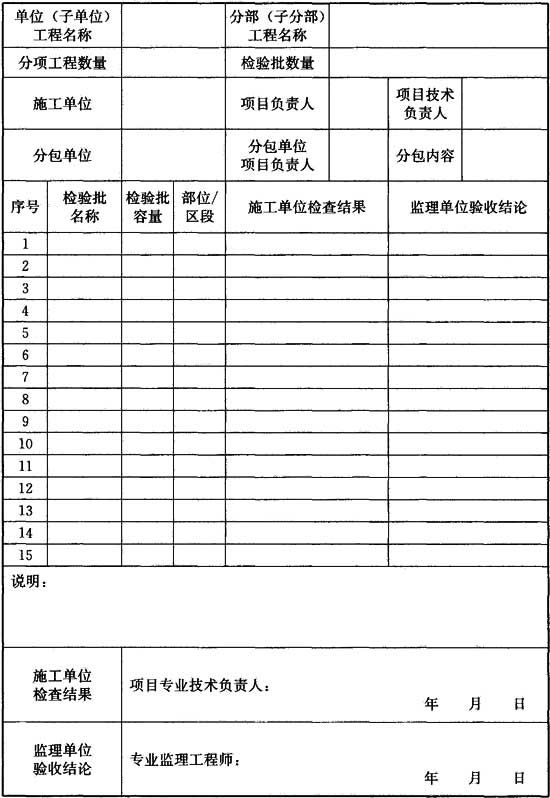 单位（子单位）
工程名称
分部（子分部）
工程名称
分项工程数量
检验批数量
施工单位
项目负责人
项目技术
负责人
分包单位
分包单位
项目负责人
分包内容
序号
检验批
名称
检验批
容量
部位/
区段
施工单位检查结果
监理单位验收结论
1
2
3
4
5
6
7
8
9
10
11
12
13
14
15
说明：
施工单位
检查结果
项目专业技术负责人：
年 月 日
监理单位
验收结论
专业监理工程师：
年 月 日